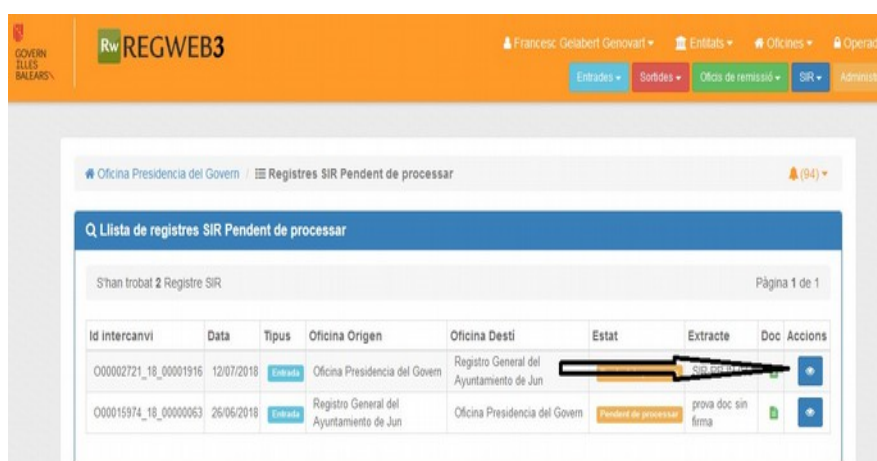 GOVERN
ILLES
BALEARS
Rw REGWEB3
Francesc Gelabert Genovart
Entitats
Oficines
Entrades
Sortides
Oficis de remissió
SIR
Oficina Presidencia del Govern / Registres SIR Pendent de processar
(94)
Llista de registres SIR Pendent de processar
S'han trobat 2 Registre SIR
Pàgina 1 de 1
Id intercanvi Data Tipus Oficina Origen Oficina Destí Estat Extracte Doc Accions
O00002721_18_00001916 12/07/2018 Entrada Oficina Presidencia del Govern Registro General del
Ayuntamiento de Jun
O00015974_18_00000063 26/06/2018 Entrada Registro General del
Ayuntamiento de Jun Oficina Presidencia del Govern Pendent de processar prova doc sin
firma